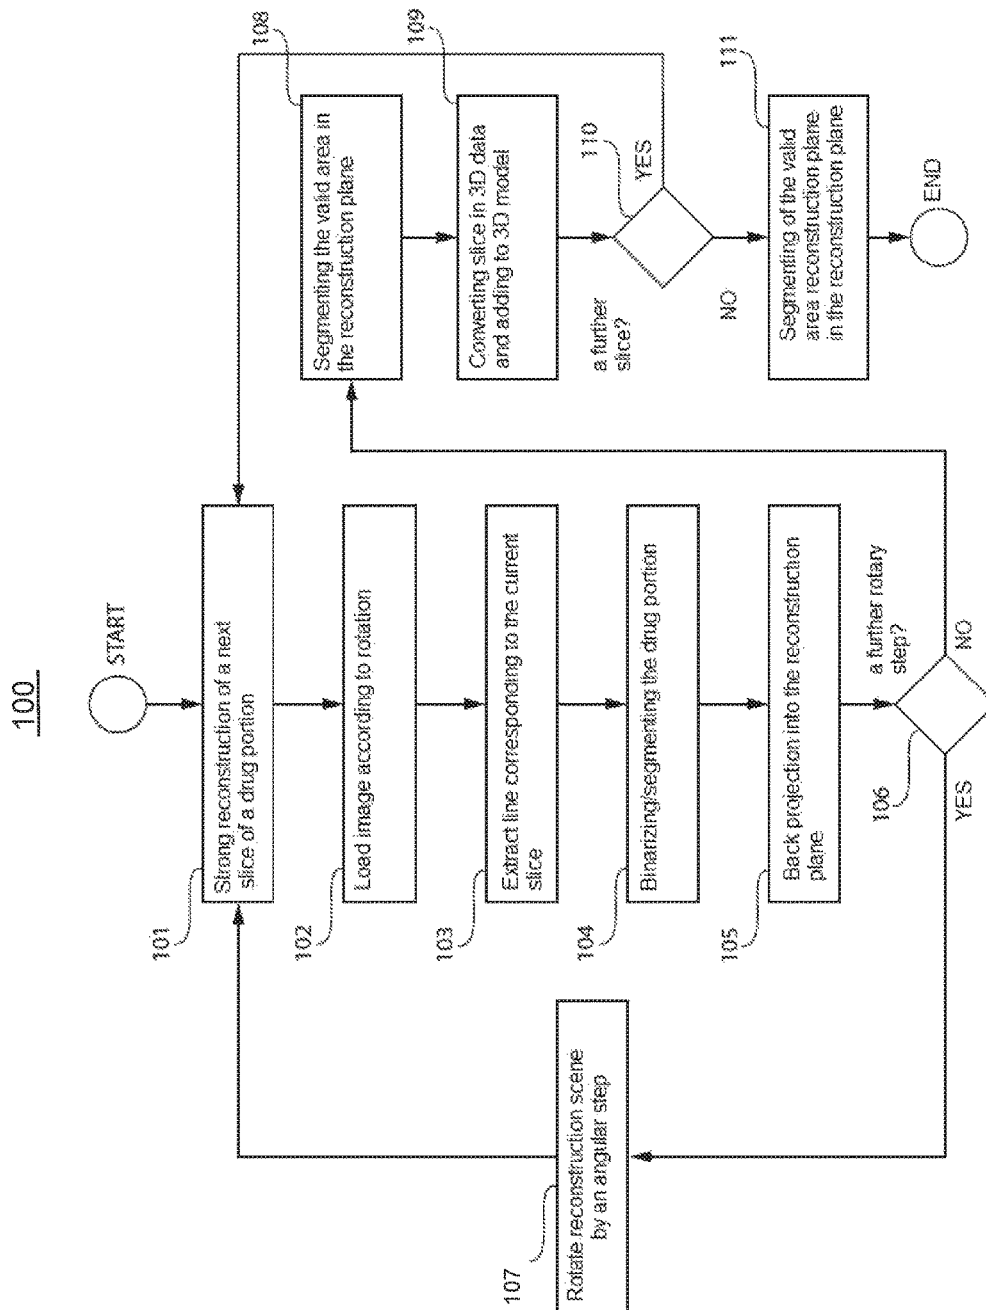 100
START
101
Strong reconstruction of a next
slice of a drug portion
102
Load image according to rotation
103
Extract line corresponding to the current
slice
104
Binarizing/segmenting the drug portion
105
Back projection into the reconstruction
plane
a further rotary
step?
106
YES
NO
107
Rotate reconstruction scene
by an angular step
108
Segmenting the valid area in
the reconstruction plane
109
Converting slice in 3D data
and adding to 3D model
a further
slice?
110
YES
NO
111
Segmenting of the valid
area reconstruction plane
in the reconstruction plane
END